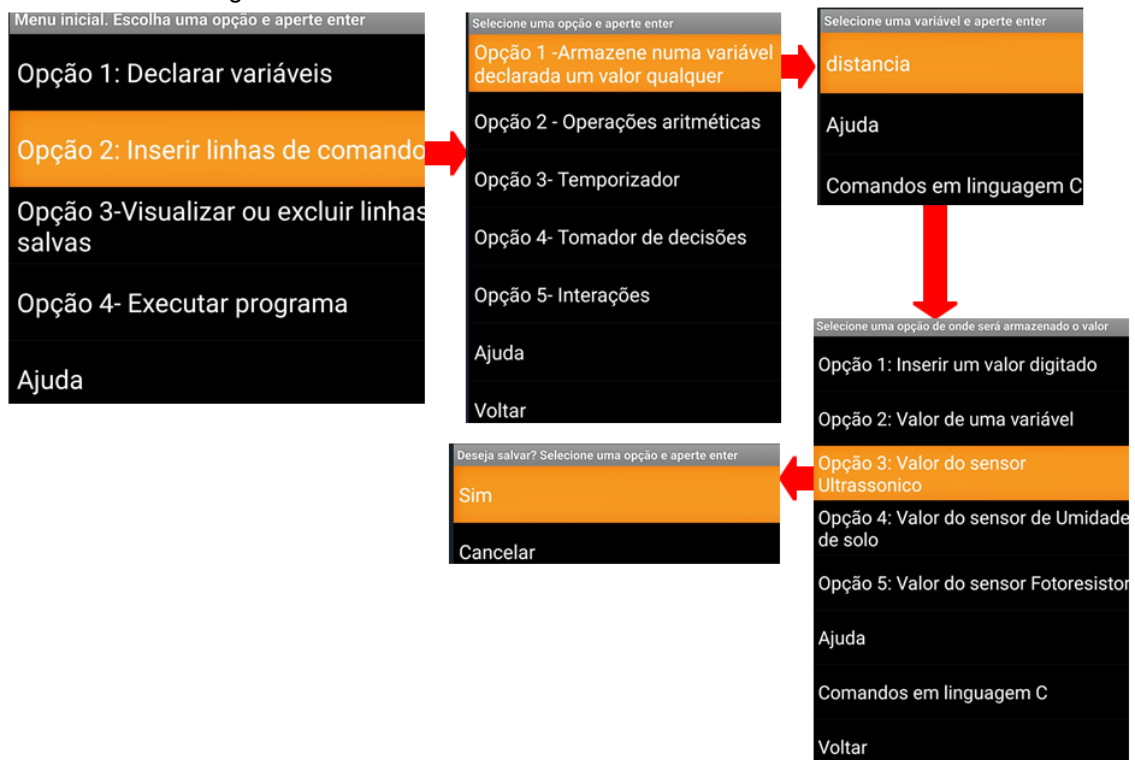 Menu inicial. Escolha uma opção e aperte enter
Opção 1: Declarar variáveis
Opção 2: Inserir linhas de comando
Opção 3-Visualizar ou excluir linhas
salvas
Opção 4- Executar programa
Ajuda
Selecione uma opção e aperte enter
Opção 1 -Armazene numa variável
declarada um valor qualquer
Opção 2 - Operações aritméticas
Opção 3- Temporizador
Opção 4- Tomador de decisões
Opção 5- Interações
Ajuda
Voltar
Selecione uma variável e aperte enter
distancia
Ajuda
Comandos em linguagem C
Selecione uma opção de onde será armazenado o valor
Opção 1: Inserir um valor digitado
Opção 2: Valor de uma variável
Opção 3: Valor do sensor
Ultrassonico
Opção 4: Valor do sensor de Umidade
de solo
Opção 5: Valor do sensor Fotoresistor
Ajuda
Comandos em linguagem C
Voltar
Deseja salvar? Selecione uma opção e aperte enter
Sim
Cancelar